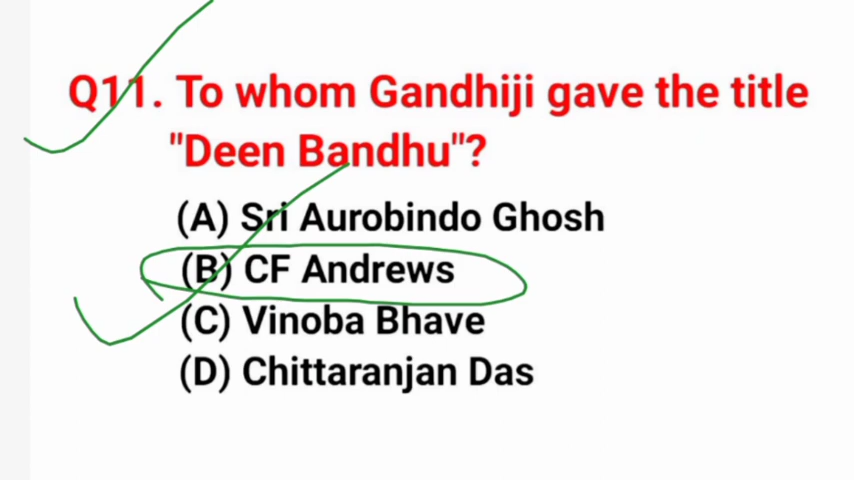 Q11. To whom Gandhiji gave the title
"Deen Bandhu"?
(A) Sri Aurobindo Ghosh
(B) CF Andrews
(C) Vinoba Bhave
(D) Chittaranjan Das